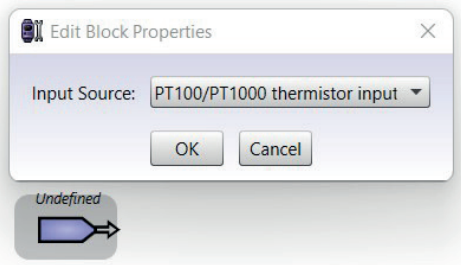 Edit Block Properties
Input Source: PT100/PT1000 thermistor input
OK Cancel
Undefined